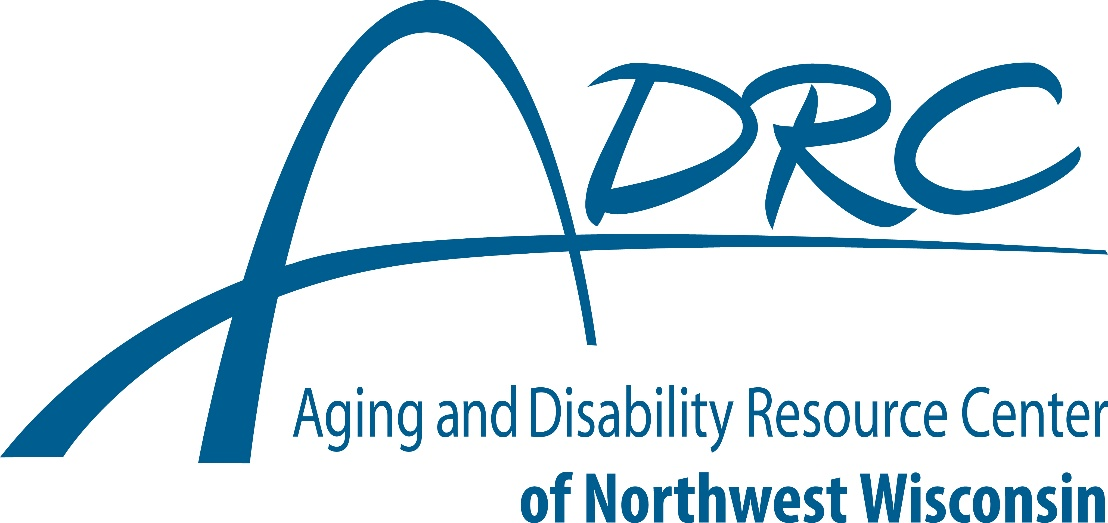 ADRC
Aging and Disability Resource Center
of Northwest Wisconsin